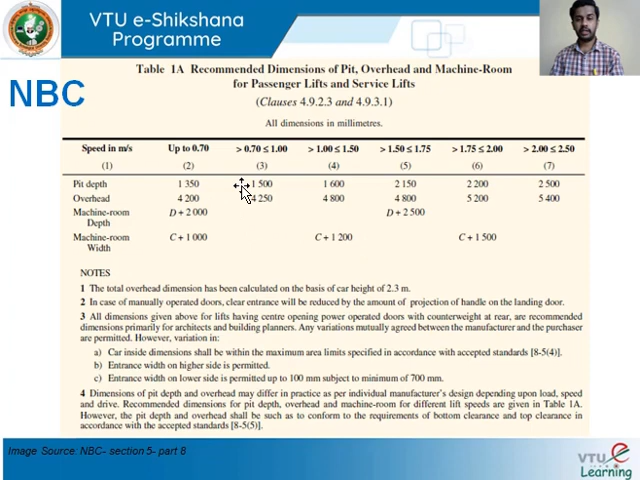 VTU e-Shikshana
Programme
NBC
Table 1A Recommended Dimensions of Pit, Overhead and Machine-Room
for Passenger Lifts and Service Lifts
(Clauses 4.9.2.3 and 4.9.3.1)
All dimensions in millimetres.
Speed in m/s Up to 0.70 > 0.70 ≤ 1.00 > 1.00 ≤ 1.50 > 1.50 ≤ 1.75 > 1.75 ≤ 2.00 > 2.00 ≤ 2.50
(1) (2) (3) (4) (5) (6) (7)
Pit depth 1 350 1 500 1 600 2 150 2 200 2 500
Overhead 4 200 4 250 4 800 4 800 5 200 5 400
Machine-room D + 2 000 D + 2 500
Depth
Machine-room C + 1 000 C + 1 200 C + 1 500
Width
NOTES
1 The total overhead dimension has been calculated on the basis of car height of 2.3 m.
2 In case of manually operated doors, clear entrance will be reduced by the amount of projection of handle on the landing door.
3 All dimensions given above for lifts having centre opening power operated doors with counterweight at rear, are recommended
dimensions primarily for architects and building planners. Any variations mutually agreed between the manufacturer and the purchaser
are permitted. However, variation in:
a) Car inside dimensions shall be within the maximum area limits specified in accordance with accepted standards [8-5(4)].
b) Entrance width on higher side is permitted.
c) Entrance width on lower side is permitted up to 100 mm subject to minimum of 700 mm.
4 Dimensions of pit depth and overhead may differ in practice as per individual manufacturer's design depending upon load, speed
and drive. Recommended dimensions for pit depth, overhead and machine-room for different lift speeds are given in Table 1A.
However, the pit depth and overhead shall be such as to conform to the requirements of bottom clearance and top clearance in
accordance with the accepted standards [8-5(5)].
Image Source: NBC- section 5- part 8
VTU e
Learning